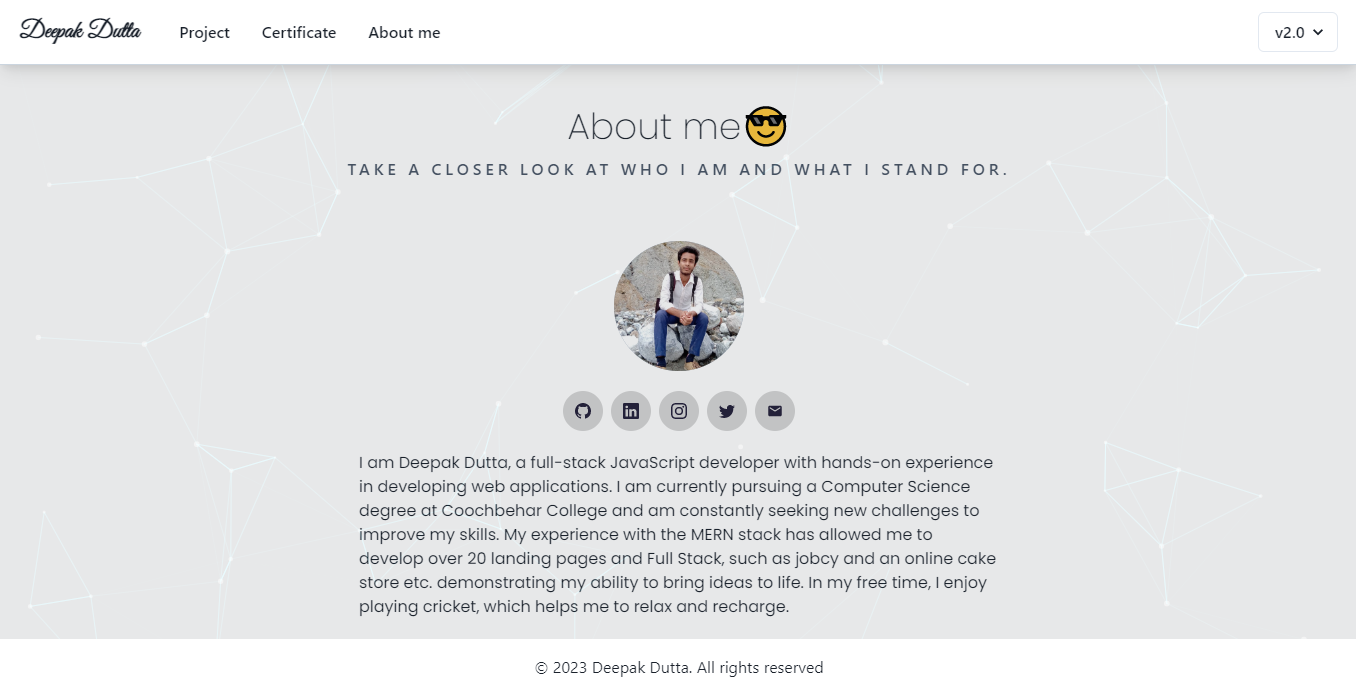 Deepak Dutta Project Certificate About me v2.0
About me
TAKE A CLOSER LOOK AT WHO I AM AND WHAT I STAND FOR.
I am Deepak Dutta, a full-stack JavaScript developer with hands-on experience
in developing web applications. I am currently pursuing a Computer Science
degree at Coochbehar College and am constantly seeking new challenges to
improve my skills. My experience with the MERN stack has allowed me to
develop over 20 landing pages and Full Stack, such as jobcy and an online cake
store etc. demonstrating my ability to bring ideas to life. In my free time, I enjoy
playing cricket, which helps me to relax and recharge.
© 2023 Deepak Dutta. All rights reserved